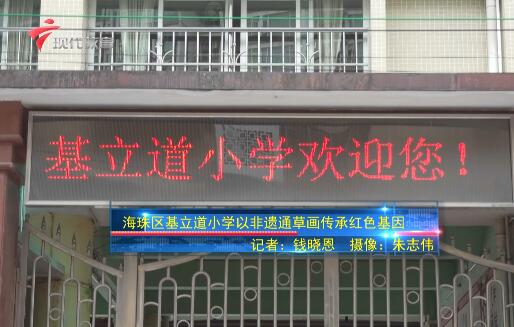 现代教育
基立道小学欢迎您！
海珠区基立道小学以非遗通草画传承红色基因
记者：钱晓恩 摄像：朱志伟